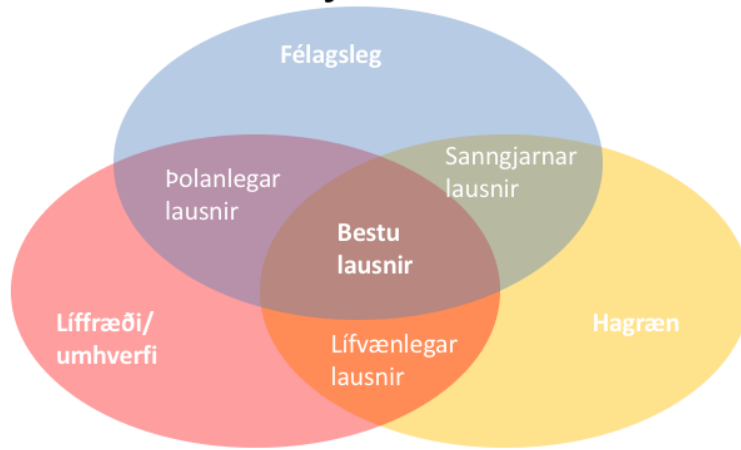 Félagsleg
Þolanlegar
lausnir
Sanngjarnar
lausnir
Bestu
lausnir
Líffræði/
umhverfi
Hagræn
Lífvænlegar
lausnir